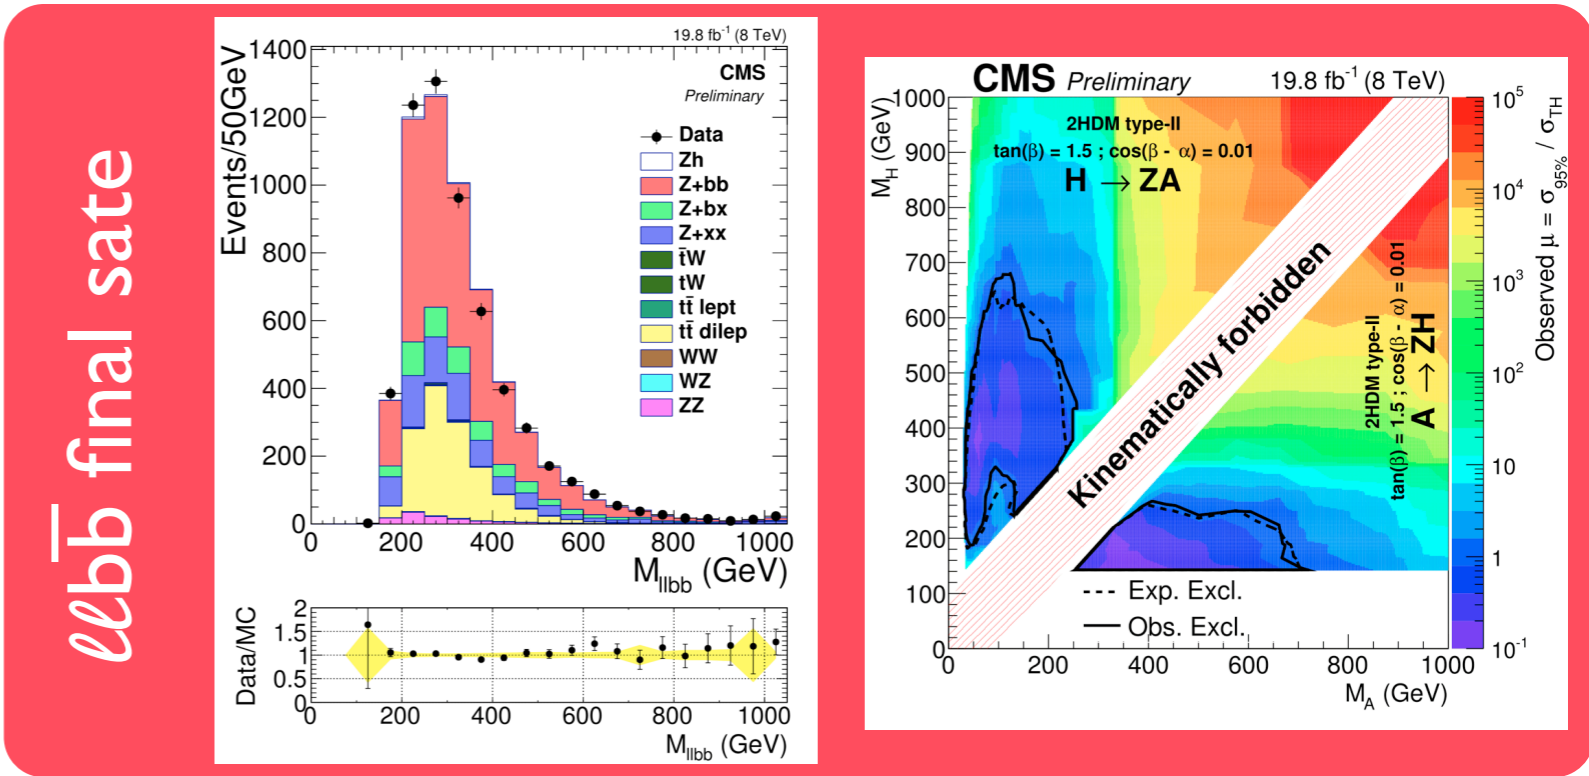 ℓℓbb̅ final sate
19.8 fb⁻¹ (8 TeV)
CMS
Preliminary
Events/50GeV
1400
1200
1000
800
600
400
200
0
Data
Zh
Z+bb
Z+bx
Z+xx
t̅W
tW
tt̅ lept
tt̅ dilep
WW
WZ
ZZ
0 200 400 600 800 1000
M_llbb (GeV)
Data/MC
2
1.5
1
0.5
0
0 200 400 600 800 1000
M_llbb (GeV)
CMS Preliminary 19.8 fb⁻¹ (8 TeV)
M_H (GeV)
1000
900
800
700
600
500
400
300
200
100
0
2HDM type-II
tan(β) = 1.5 ; cos(β - α) = 0.01
H → ZA
Kinematically forbidden
2HDM type-II
tan(β) = 1.5 ; cos(β - α) = 0.01
A → ZH
Exp. Excl.
Obs. Excl.
0 200 400 600 800 1000
M_A (GeV)
10⁵
10⁴
10³
10²
10
1
10⁻¹
Observed μ = σ_95% / σ_TH